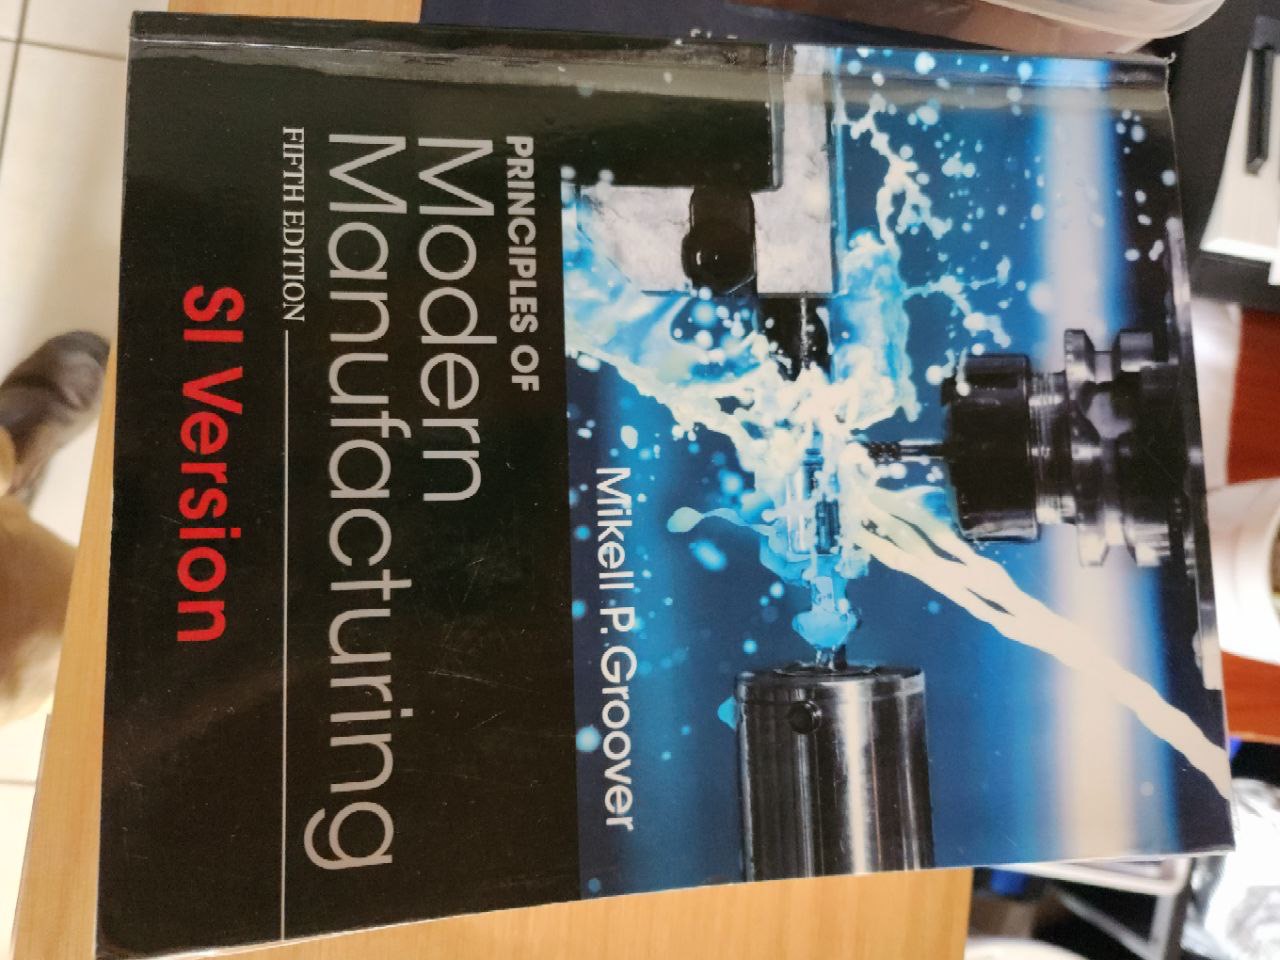 Mikell P. Groover
PRINCIPLES OF
Modern
Manufacturing
FIFTH EDITION
SI Version